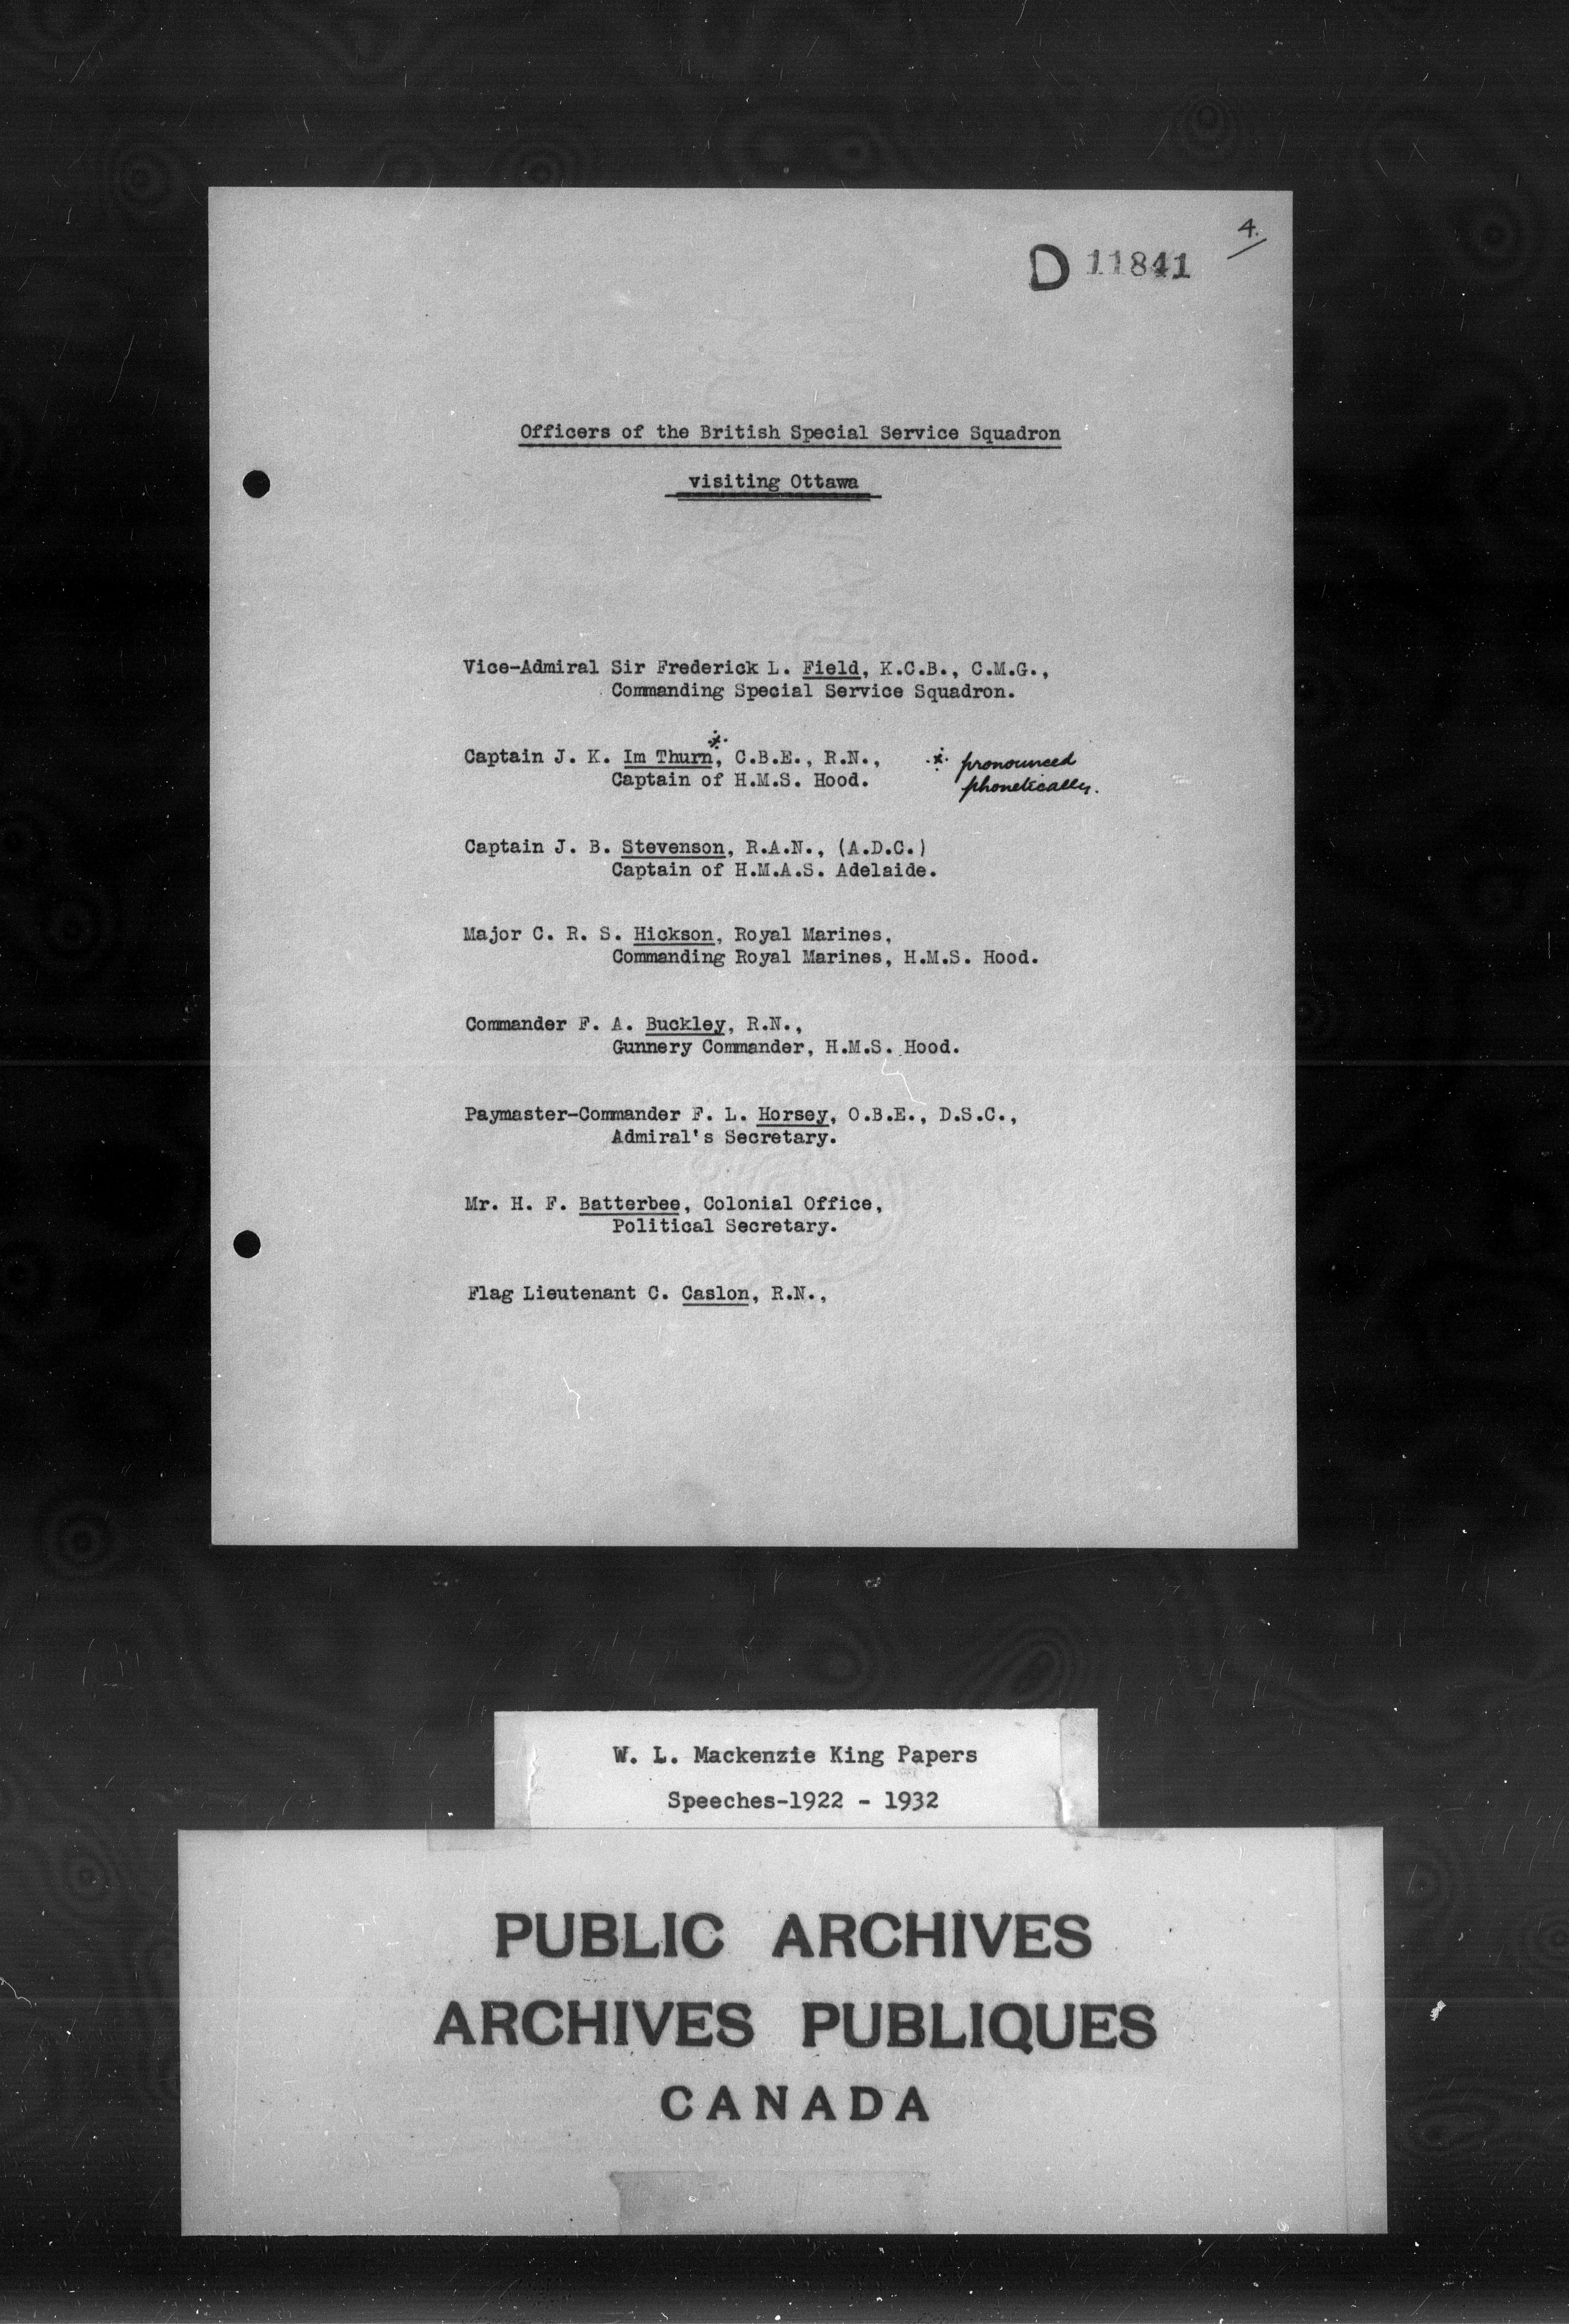 4.
D 11841
Officers of the British Special Service Squadron
visiting Ottawa
Vice-Admiral Sir Frederick L. Field, K.C.B., C.M.G.,
Commanding Special Service Squadron.
Captain J. K. Im Thurn,※ C.B.E., R.N., ※ pronounced
Captain of H.M.S. Hood. phonetically.
Captain J. B. Stevenson, R.A.N., (A.D.C.)
Captain of H.M.A.S. Adelaide.
Major C. R. S. Hickson, Royal Marines,
Commanding Royal Marines, H.M.S. Hood.
Commander F. A. Buckley, R.N.,
Gunnery Commander, H.M.S. Hood.
Paymaster-Commander F. L. Horsey, O.B.E., D.S.C.,
Admiral's Secretary.
Mr. H. F. Batterbee, Colonial Office,
Political Secretary.
Flag Lieutenant C. Caslon, R.N.,
W. L. Mackenzie King Papers
Speeches-1922 - 1932
PUBLIC ARCHIVES
ARCHIVES PUBLIQUES
CANADA